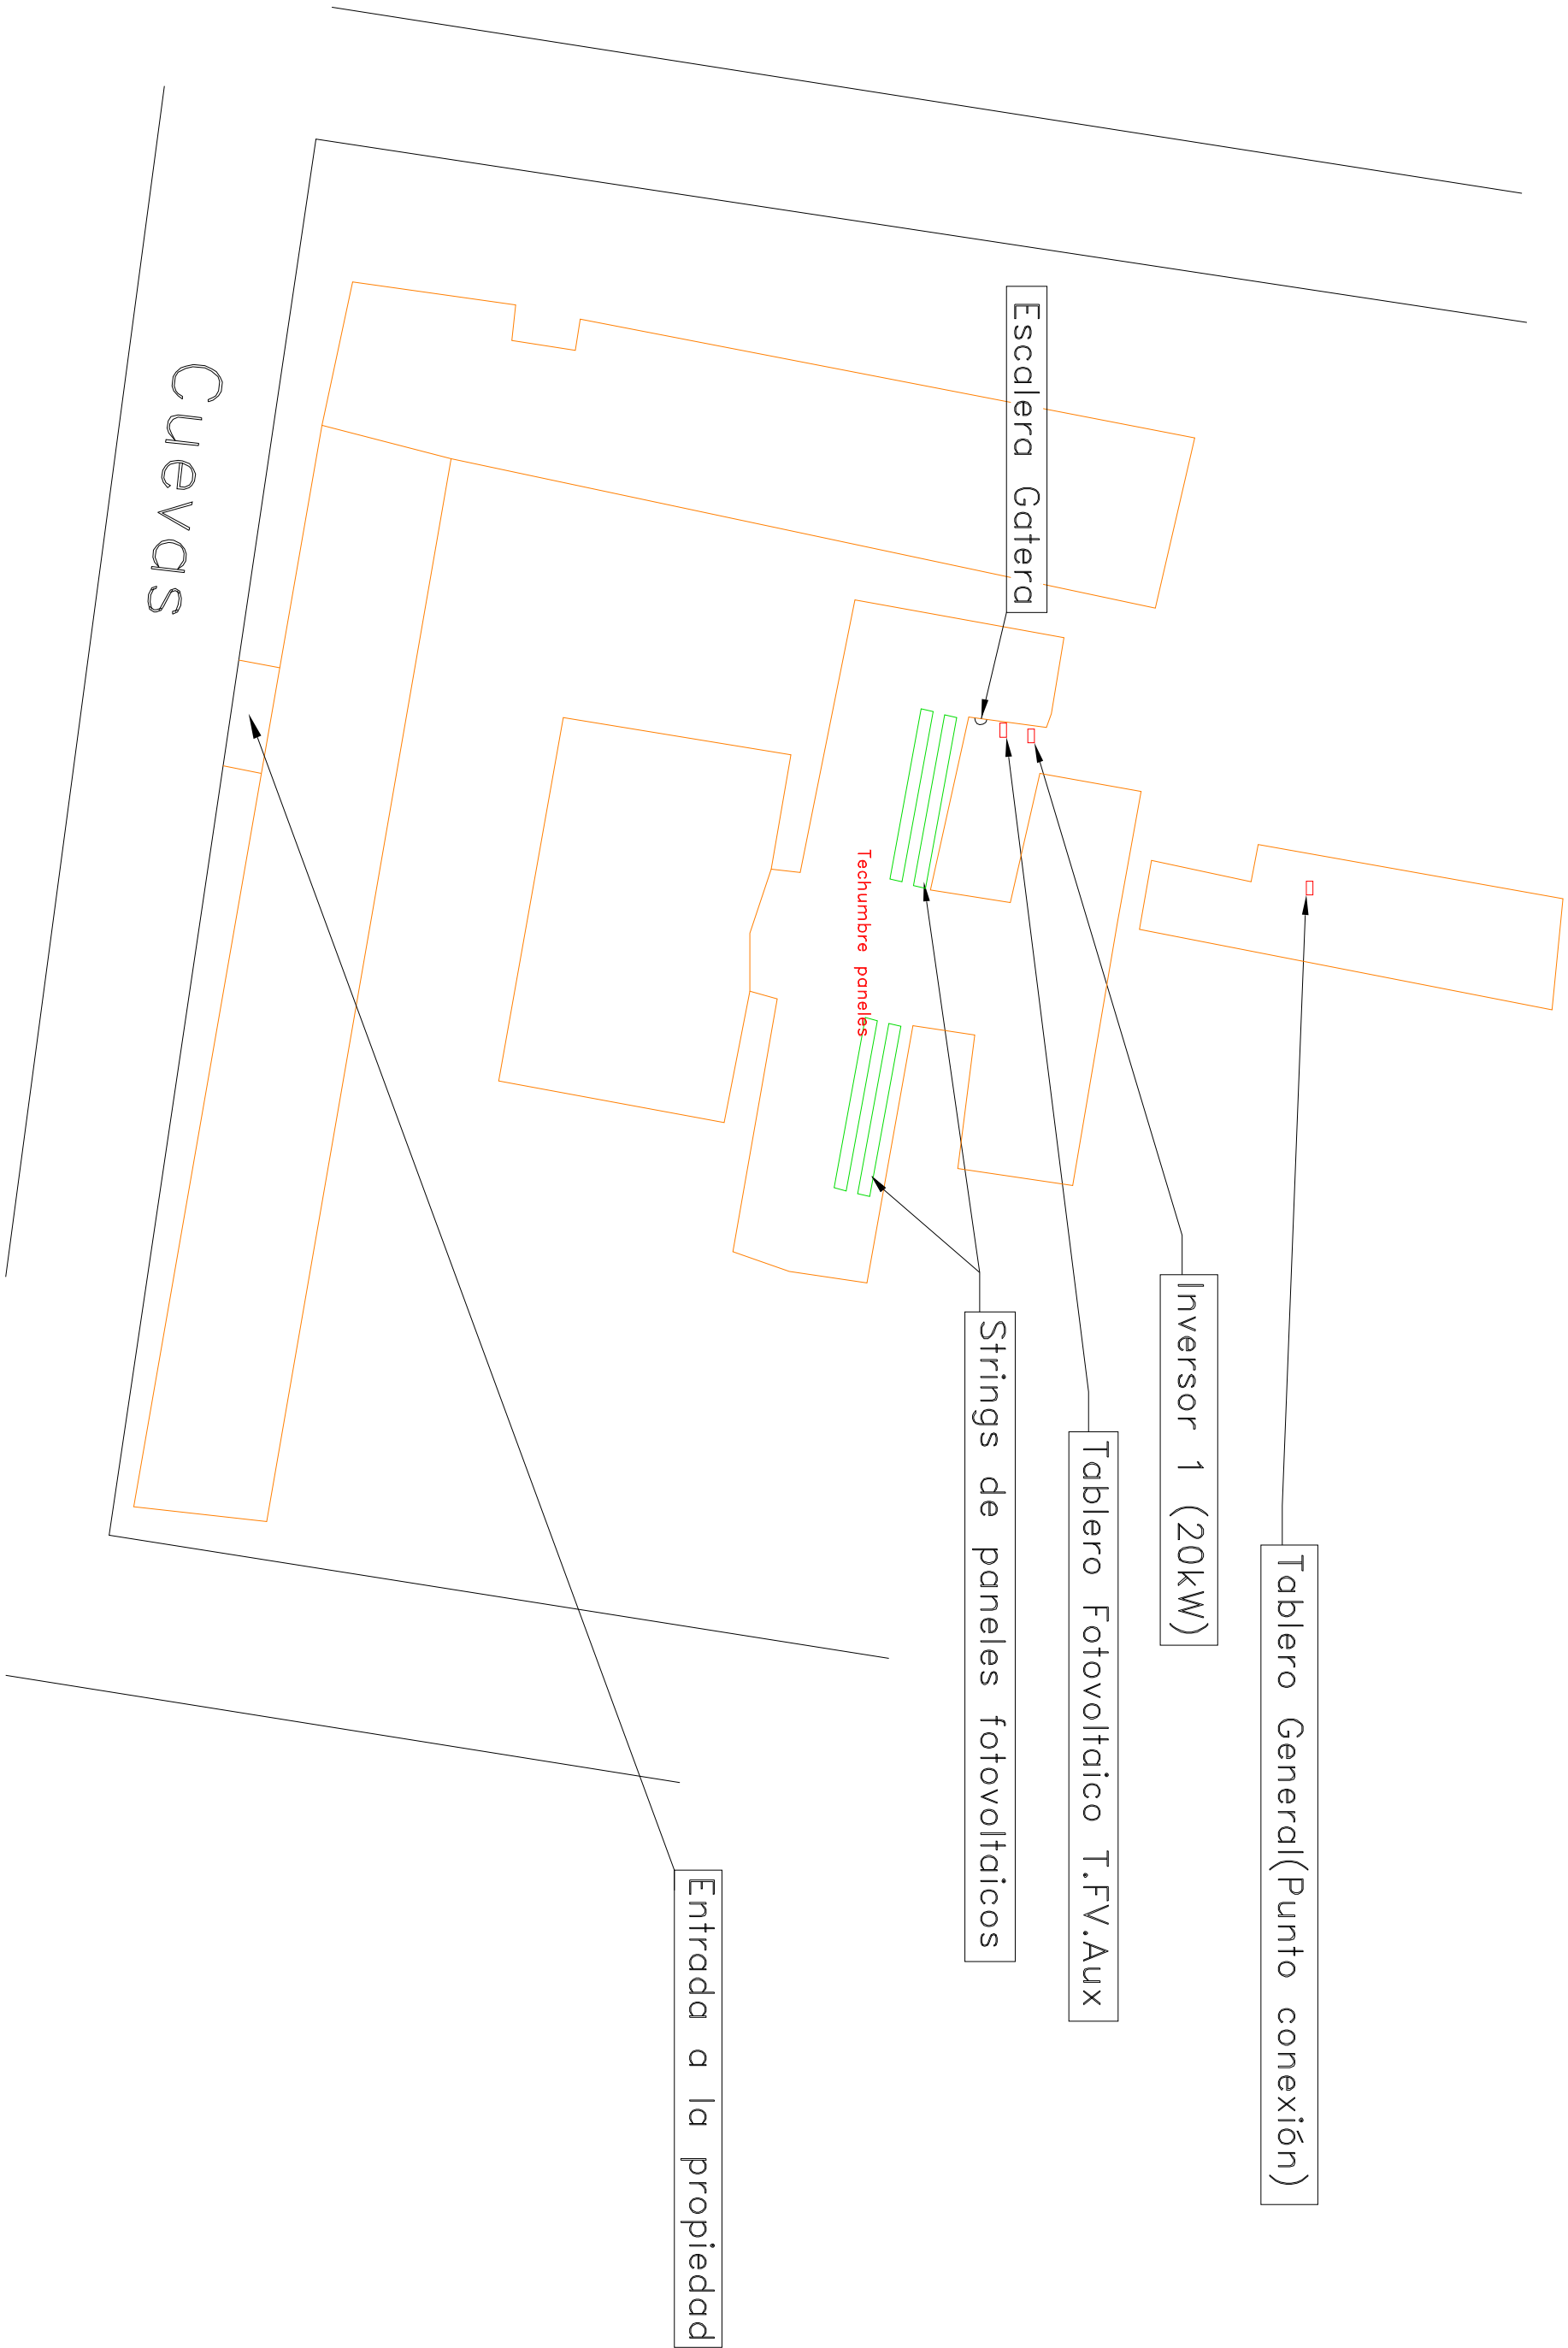 Tablero General(Punto conexión)
Inversor 1 (20kW)
Tablero Fotovoltaico T.FV.Aux
Escalera Gatera
Strings de paneles fotovoltaicos
Techumbre paneles
Entrada a la propiedad
Cuevas